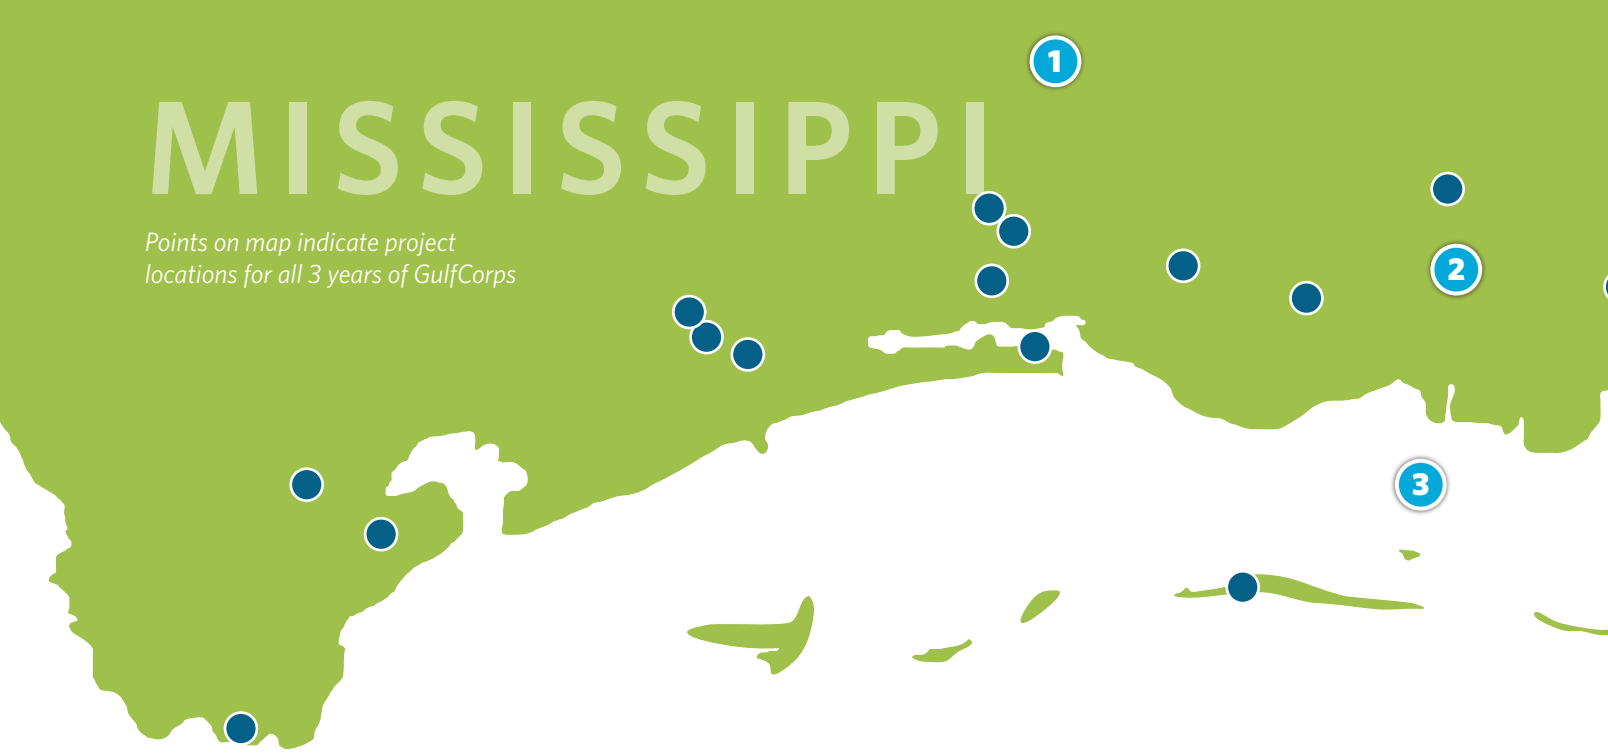 1
MISSISSIPPI
Points on map indicate project
locations for all 3 years of GulfCorps
2
3